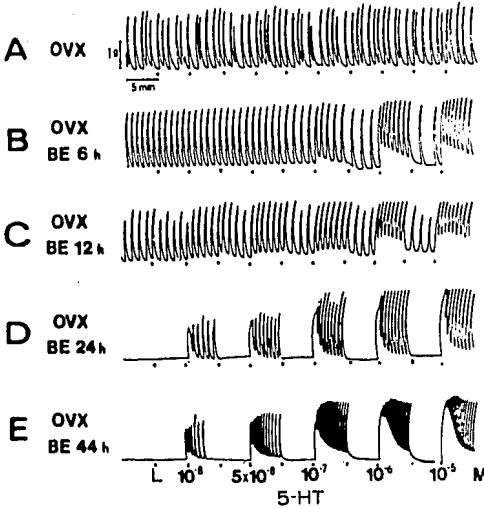 A OVX
1g
5 min
B OVX
BE 6 h
C OVX
BE 12 h
D OVX
BE 24 h
E OVX
BE 44 h
L. 10⁻⁸ 5x10⁻⁸ 10⁻⁷ 10⁻⁶ 10⁻⁵ M
5-HT